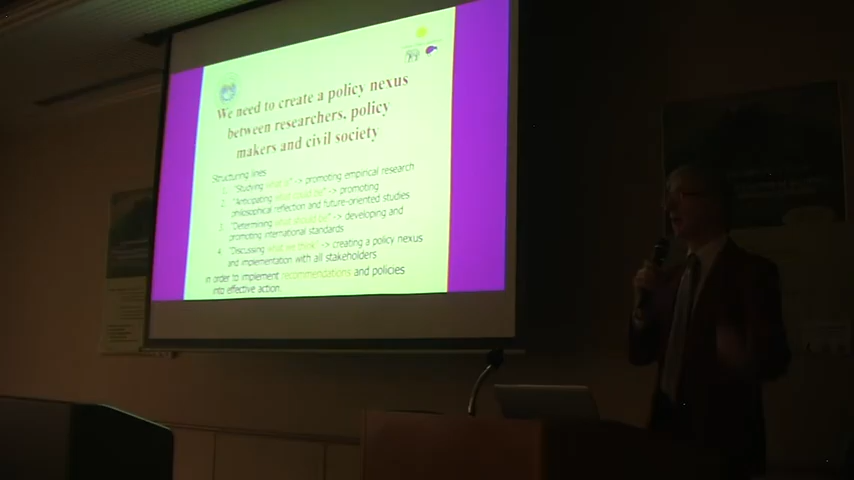 We need to create a policy nexus
between researchers, policy
makers and civil society
Structuring lines
1. "Studying what is" -> promoting empirical research
2. "Anticipating what could be" -> promoting
philosophical reflection and future-oriented studies
3. "Determining what should be" -> developing and
promoting international standards
4. "Discussing what we think" -> creating a policy nexus
and implementation with all stakeholders
in order to implement recommendations and policies
into effective action.